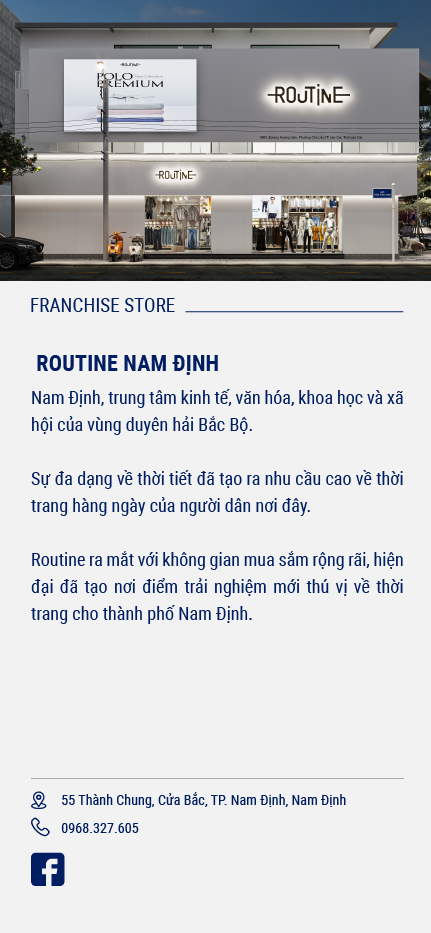 -ROUTINE-
POLO
PREMIUM
-ROUTINE-
-ROUTINE-
DENIM
FRANCHISE STORE
ROUTINE NAM ĐỊNH
Nam Định, trung tâm kinh tế, văn hóa, khoa học và xã
hội của vùng duyên hải Bắc Bộ.
Sự đa dạng về thời tiết đã tạo ra nhu cầu cao về thời
trang hàng ngày của người dân nơi đây.
Routine ra mắt với không gian mua sắm rộng rãi, hiện
đại đã tạo nơi điểm trải nghiệm mới thú vị về thời
trang cho thành phố Nam Định.
55 Thành Chung, Cửa Bắc, TP. Nam Định, Nam Định
0968.327.605